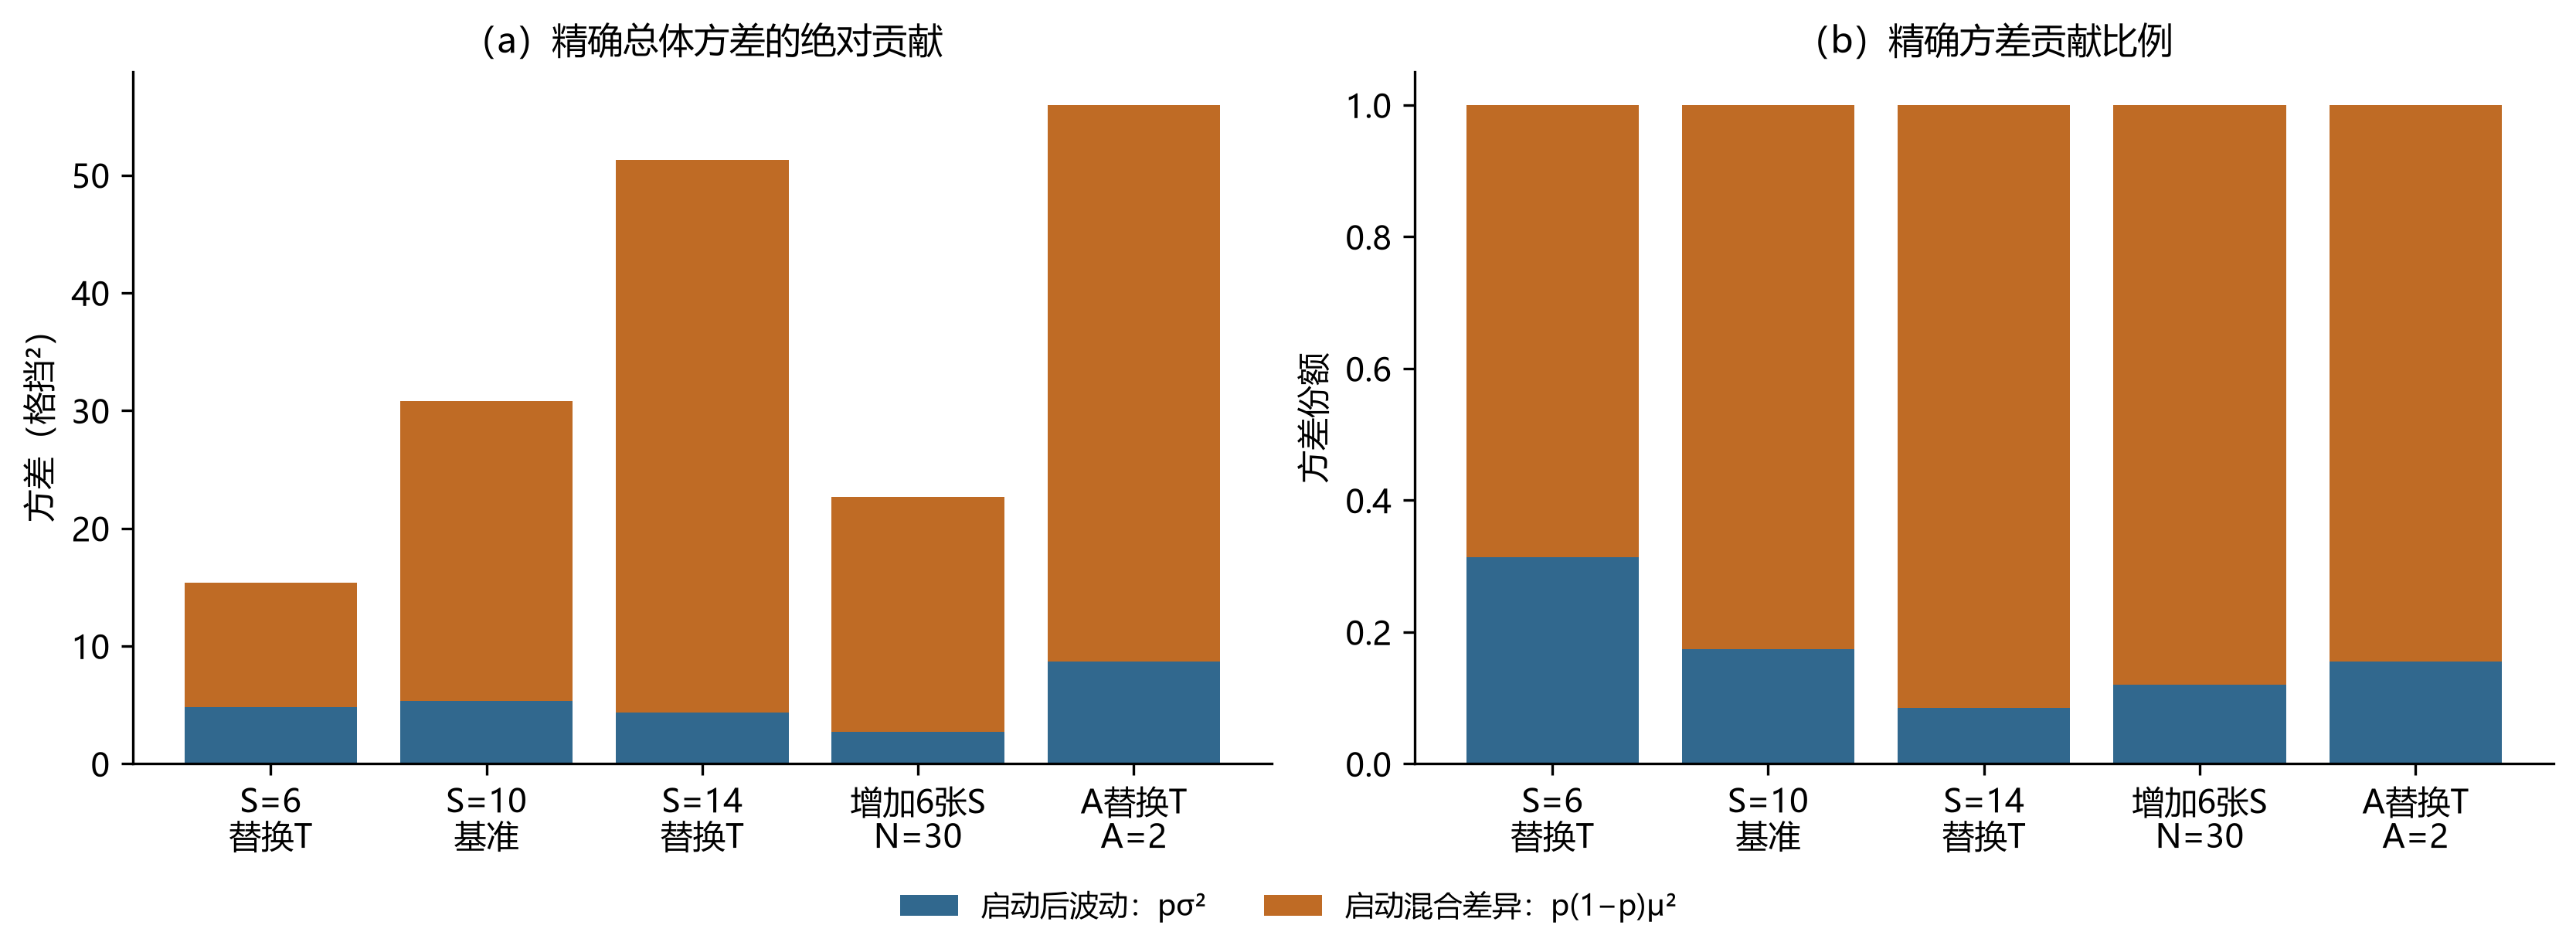 （a）精确总体方差的绝对贡献
方差（格挡²）
50
40
30
20
10
0
S=6
替换T
S=10
基准
S=14
替换T
增加6张S
N=30
A替换T
A=2
（b）精确方差贡献比例
方差份额
1.0
0.8
0.6
0.4
0.2
0.0
S=6
替换T
S=10
基准
S=14
替换T
增加6张S
N=30
A替换T
A=2
启动后波动：pσ²
启动混合差异：p(1−p)μ²